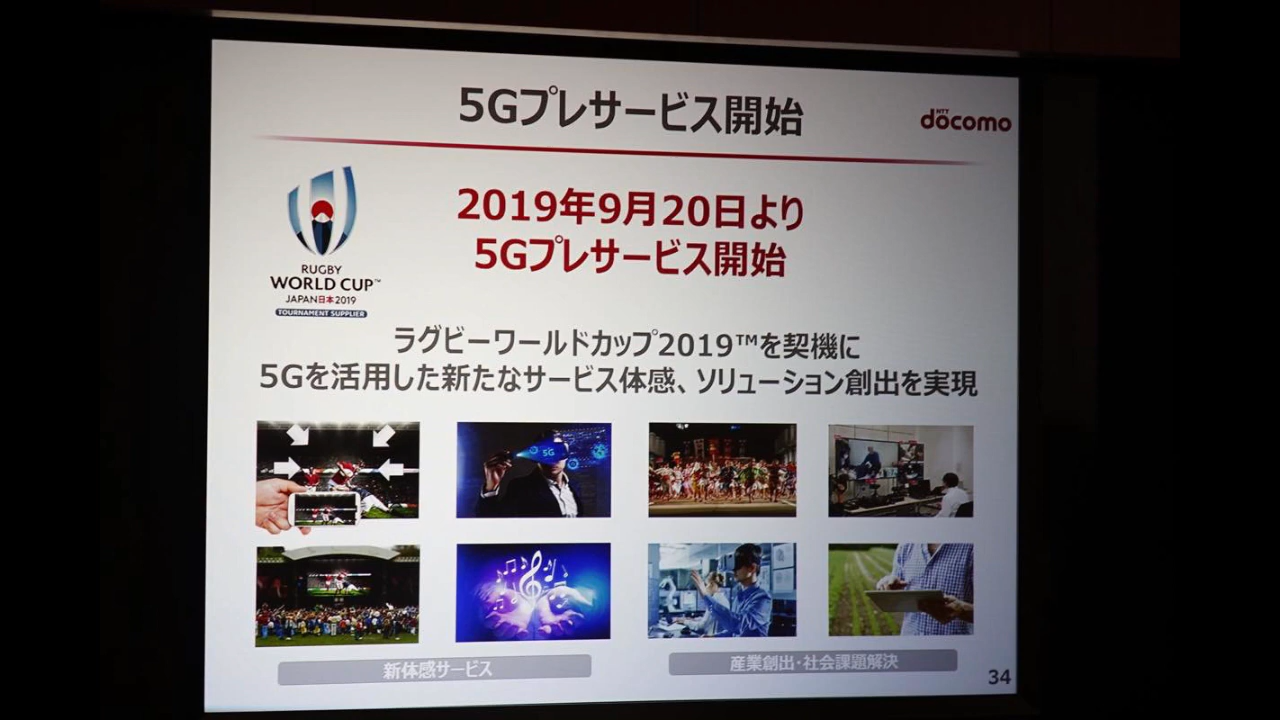 5Gプレサービス開始
NTT
docomo
2019年9月20日より
5Gプレサービス開始
RUGBY
WORLD CUP™
JAPAN日本2019
TOURNAMENT SUPPLIER
ラグビーワールドカップ2019™を契機に
5Gを活用した新たなサービス体感、ソリューション創出を実現
5G
新体感サービス
産業創出・社会課題解決
34